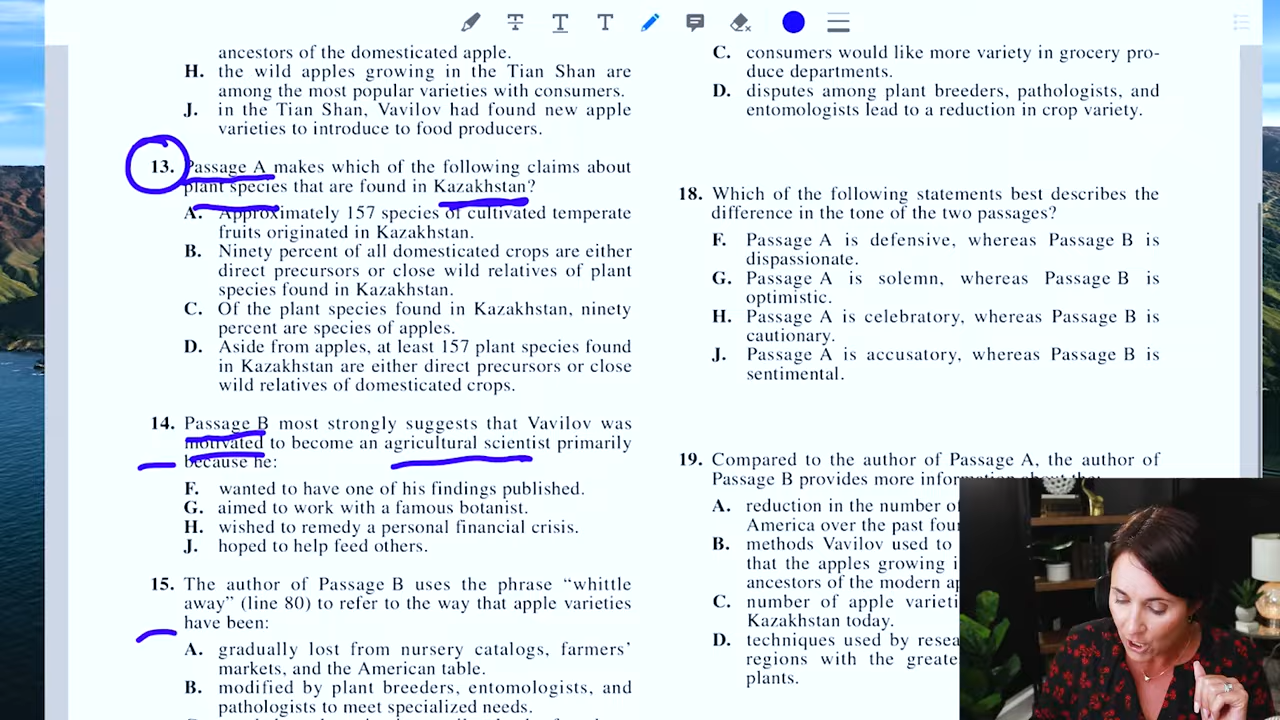 ancestors of the domesticated apple.
H. the wild apples growing in the Tian Shan are
among the most popular varieties with consumers.
J. in the Tian Shan, Vavilov had found new apple
varieties to introduce to food producers.
13. Passage A makes which of the following claims about
plant species that are found in Kazakhstan?
A. Approximately 157 species of cultivated temperate
fruits originated in Kazakhstan.
B. Ninety percent of all domesticated crops are either
direct precursors or close wild relatives of plant
species found in Kazakhstan.
C. Of the plant species found in Kazakhstan, ninety
percent are species of apples.
D. Aside from apples, at least 157 plant species found
in Kazakhstan are either direct precursors or close
wild relatives of domesticated crops.
14. Passage B most strongly suggests that Vavilov was
motivated to become an agricultural scientist primarily
because he:
F. wanted to have one of his findings published.
G. aimed to work with a famous botanist.
H. wished to remedy a personal financial crisis.
J. hoped to help feed others.
15. The author of Passage B uses the phrase “whittle
away” (line 80) to refer to the way that apple varieties
have been:
A. gradually lost from nursery catalogs, farmers’
markets, and the American table.
B. modified by plant breeders, entomologists, and
pathologists to meet specialized needs.
C. consumers would like more variety in grocery pro-
duce departments.
D. disputes among plant breeders, pathologists, and
entomologists lead to a reduction in crop variety.
18. Which of the following statements best describes the
difference in the tone of the two passages?
F. Passage A is defensive, whereas Passage B is
dispassionate.
G. Passage A is solemn, whereas Passage B is
optimistic.
H. Passage A is celebratory, whereas Passage B is
cautionary.
J. Passage A is accusatory, whereas Passage B is
sentimental.
19. Compared to the author of Passage A, the author of
Passage B provides more information about the:
A. reduction in the number of
America over the past four
B. methods Vavilov used to
that the apples growing
ancestors of the modern
C. number of apple
Kazakhstan today.
D. techniques used by
regions with the
plants.